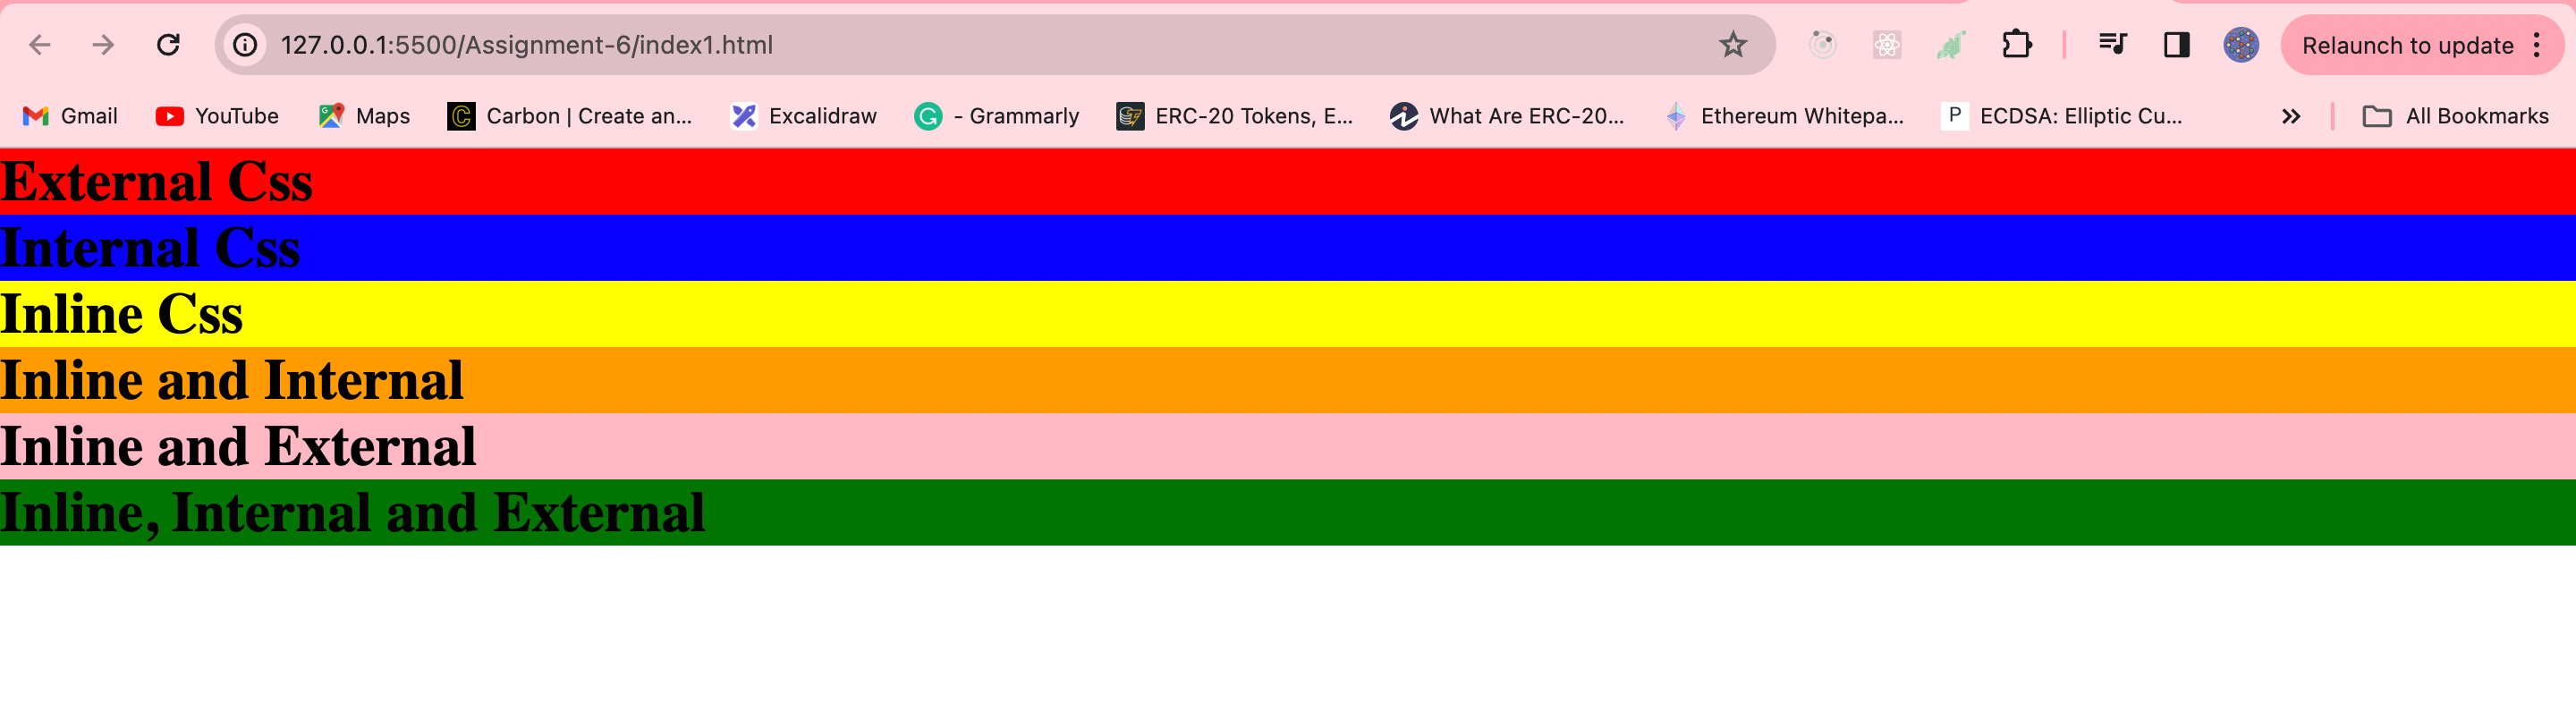 127.0.0.1:5500/Assignment-6/index1.html Relaunch to update
Gmail YouTube Maps Carbon | Create an... Excalidraw - Grammarly ERC-20 Tokens, E... What Are ERC-20... Ethereum Whitepa... P ECDSA: Elliptic Cu... All Bookmarks
External Css
Internal Css
Inline Css
Inline and Internal
Inline and External
Inline, Internal and External